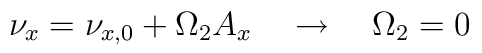 ν_x = ν_{x,0} + Ω_2 A_x → Ω_2 = 0